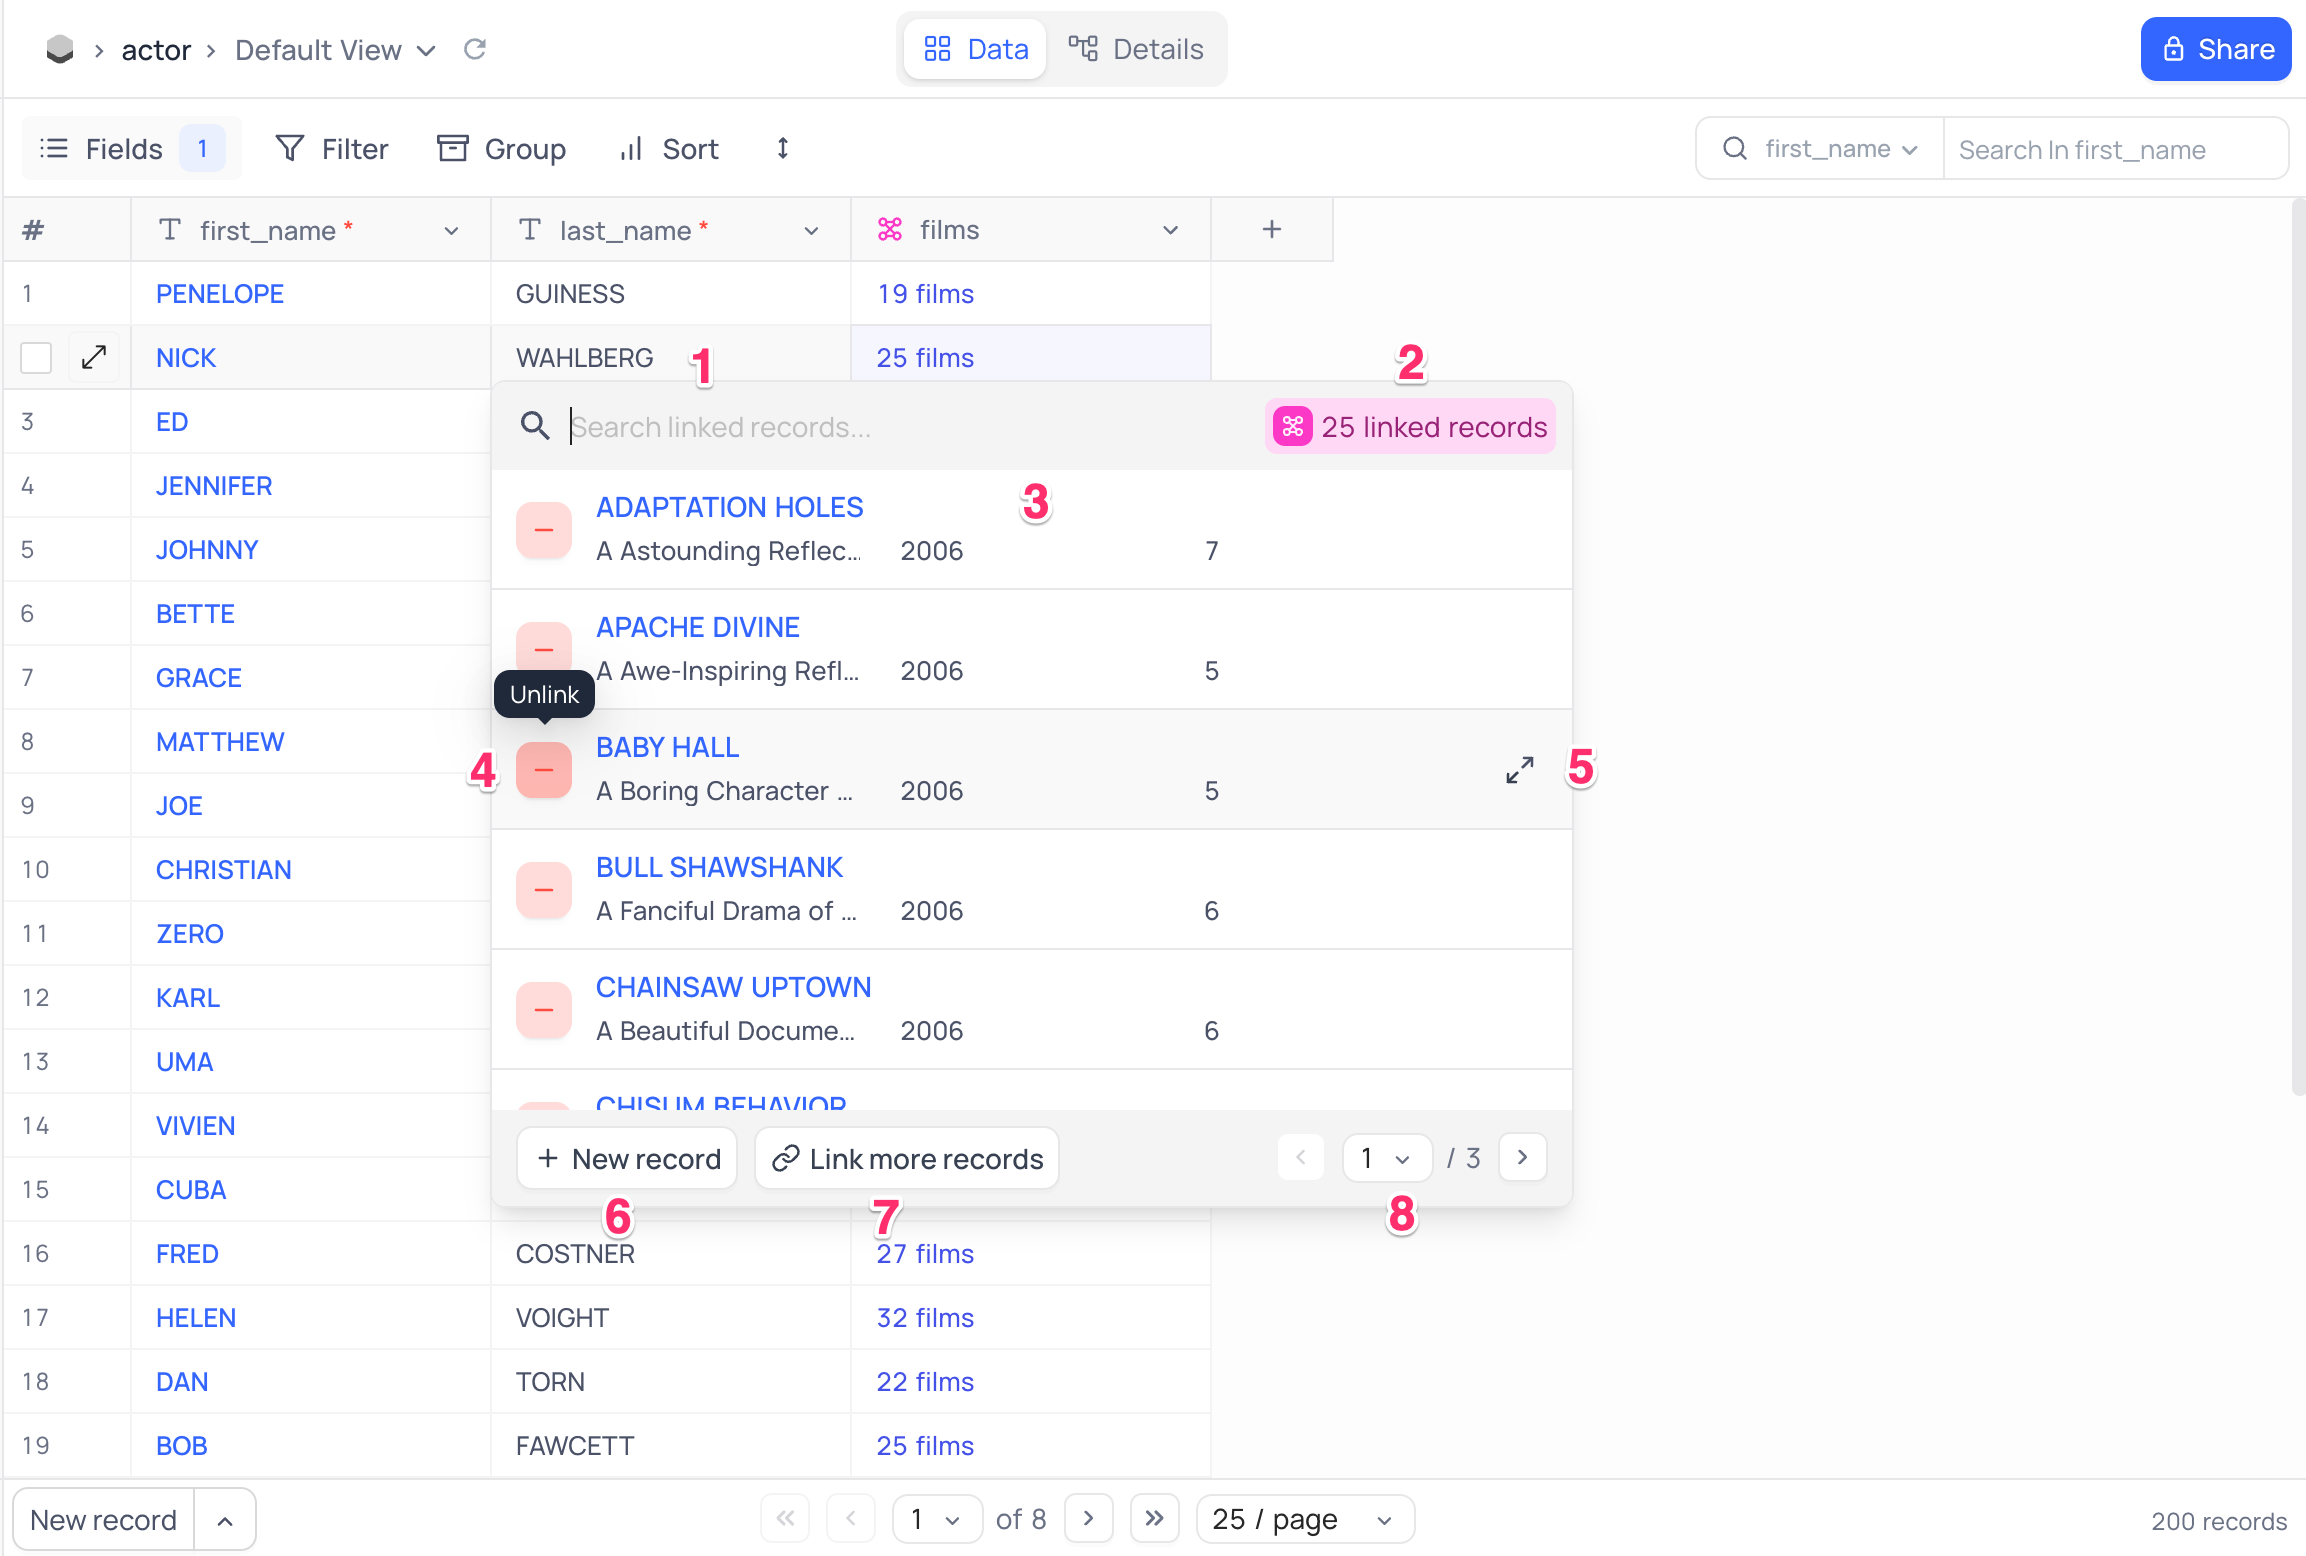 actor Default View Data Details Share
Fields 1 Filter Group Sort first_name Search In first_name
# first_name * last_name * films +
1 PENELOPE GUINESS 19 films
NICK WAHLBERG 25 films
1 2
3 ED
Search linked records... 25 linked records
4 JENNIFER
ADAPTATION HOLES 3
5 JOHNNY
A Astounding Reflec... 2006 7
6 BETTE
APACHE DIVINE
7 GRACE
A Awe-Inspiring Refl... 2006 5
Unlink
8 MATTHEW
BABY HALL
4 5
9 JOE
A Boring Character ... 2006 5
10 CHRISTIAN
BULL SHAWSHANK
11 ZERO
A Fanciful Drama of ... 2006 6
12 KARL
CHAINSAW UPTOWN
13 UMA
A Beautiful Docume... 2006 6
14 VIVIEN
CHISUM BEHAVIOR
+ New record Link more records 1 / 3
15 CUBA
6 7 8
16 FRED COSTNER 27 films
17 HELEN VOIGHT 32 films
18 DAN TORN 22 films
19 BOB FAWCETT 25 films
New record 1 of 8 25 / page 200 records